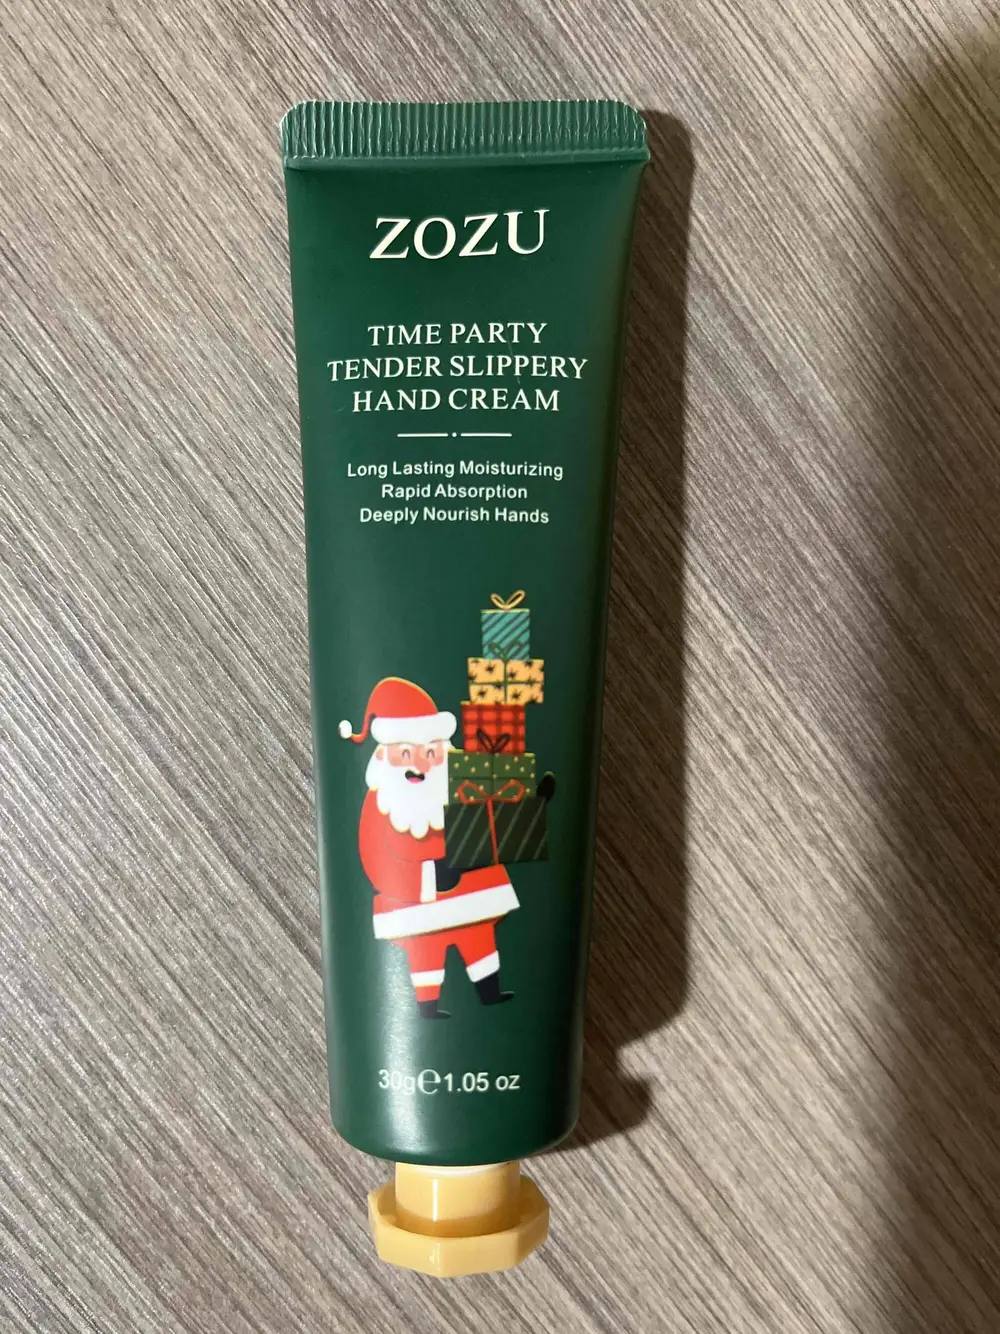 ZOZU
TIME PARTY
TENDER SLIPPERY
HAND CREAM
Long Lasting Moisturizing
Rapid Absorption
Deeply Nourish Hands
30g℮1.05 oz